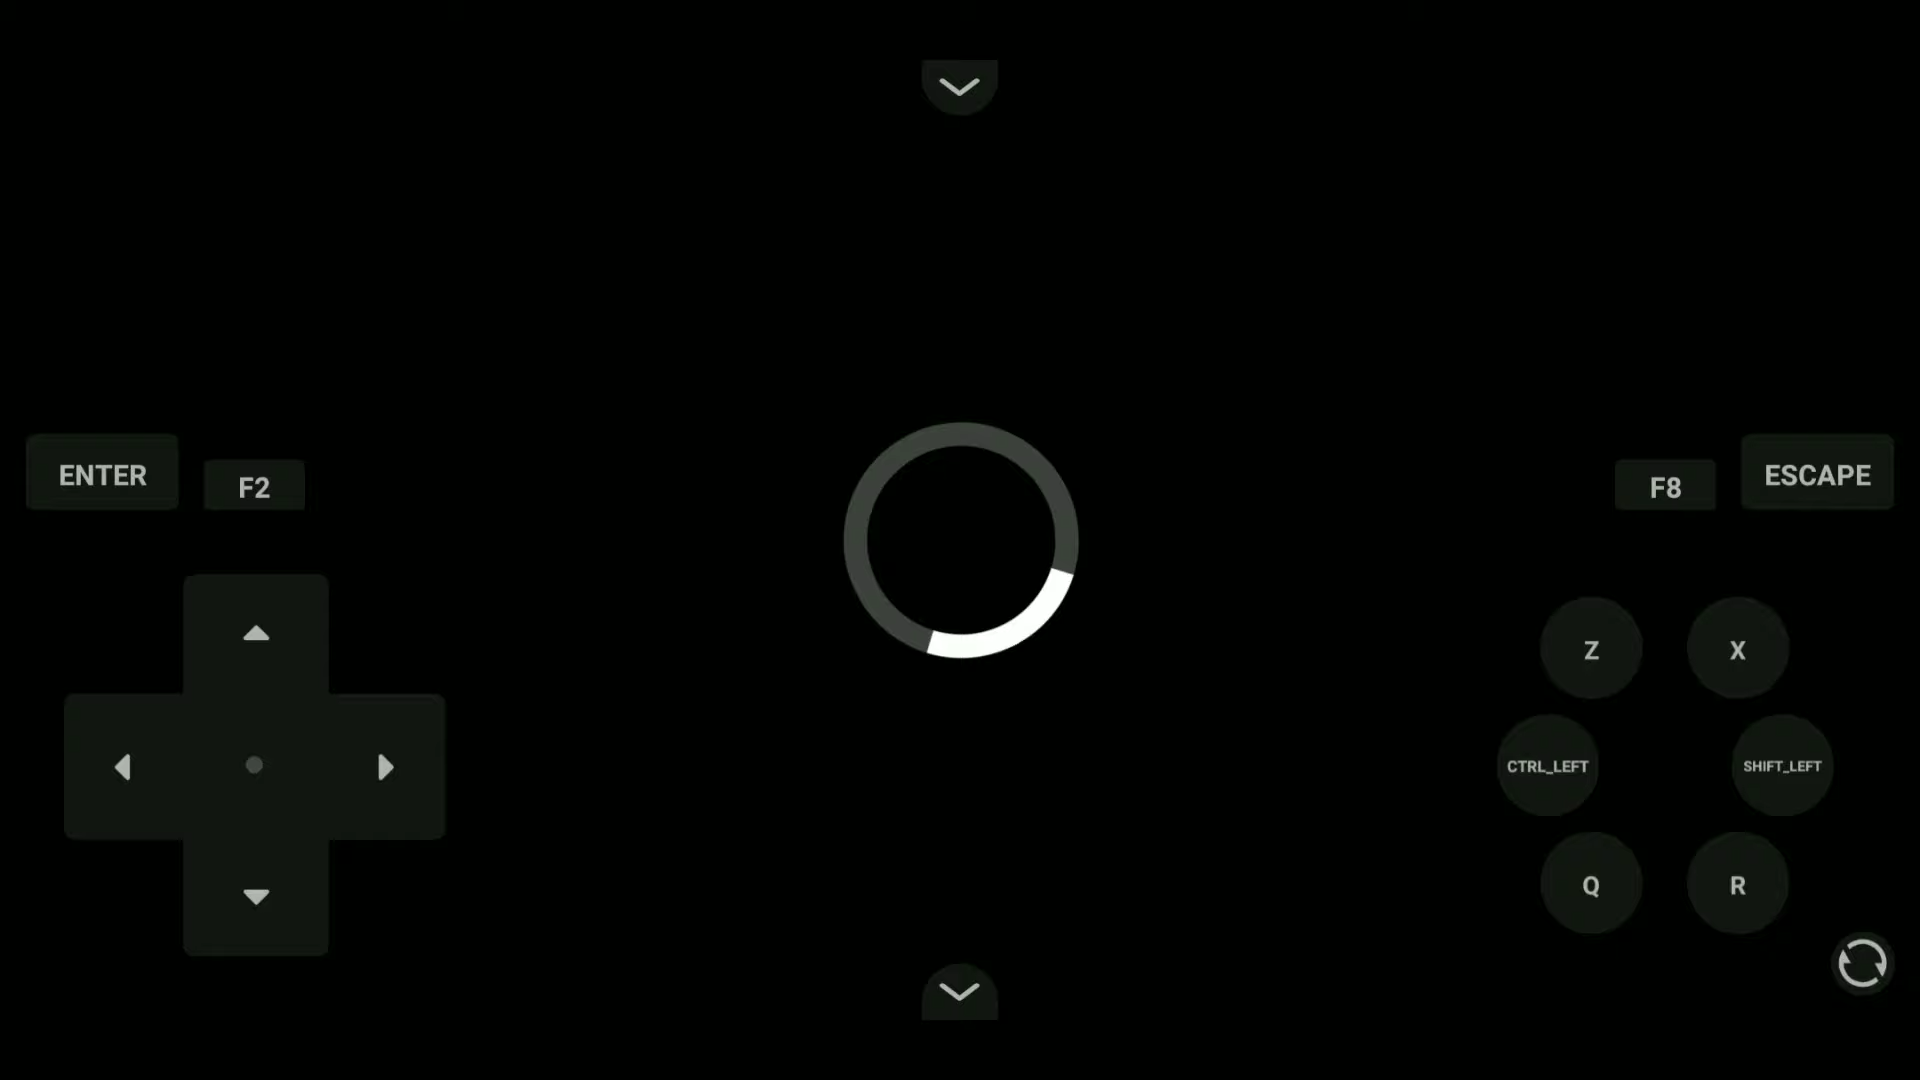 ENTER
F2
F8
ESCAPE
Z
X
CTRL_LEFT
SHIFT_LEFT
Q
R